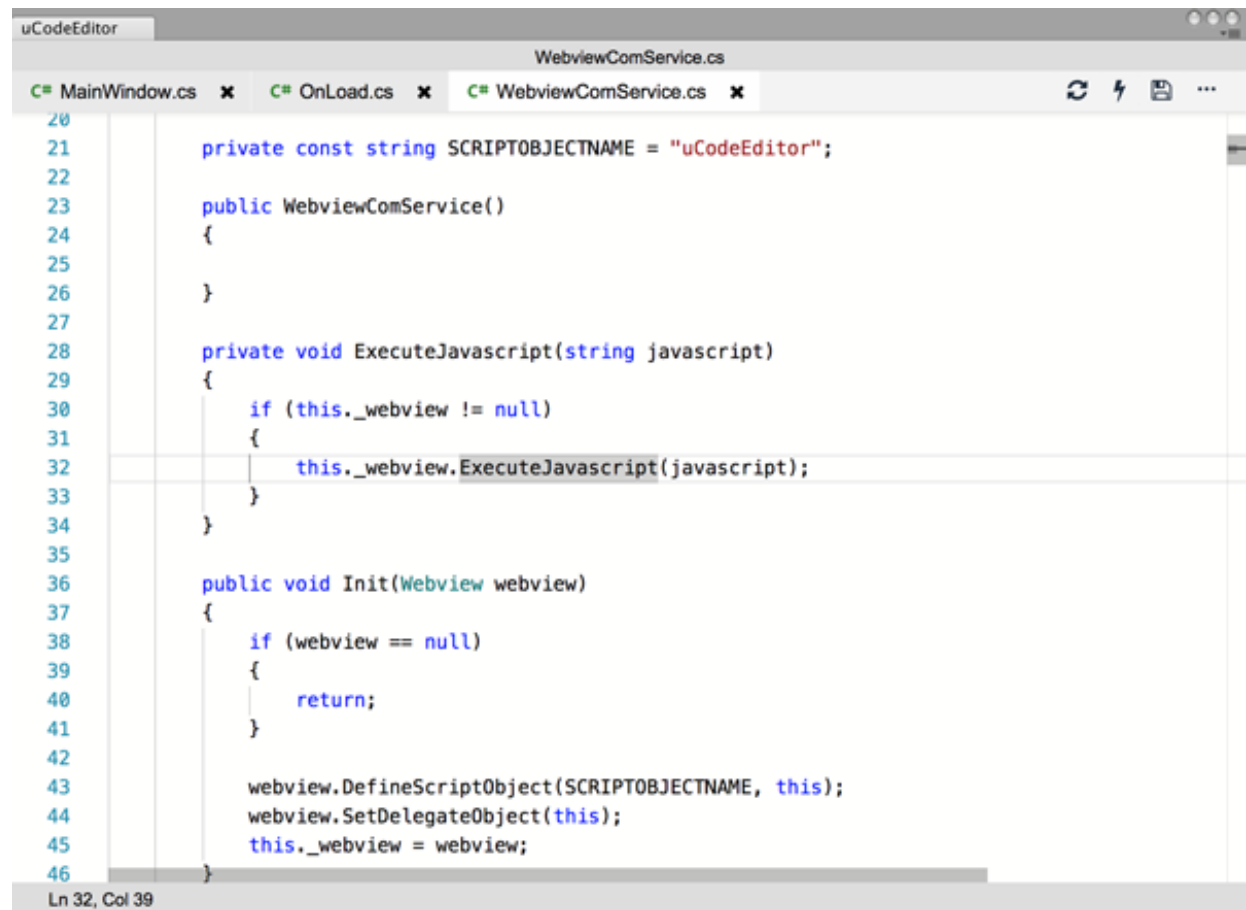 uCodeEditor
WebviewComService.cs
C# MainWindow.cs ✖ C# OnLoad.cs ✖ C# WebviewComService.cs ✖ ...
20
21 private const string SCRIPTOBJECTNAME = "uCodeEditor";
22
23 public WebviewComService()
24 {
25
26 }
27
28 private void ExecuteJavascript(string javascript)
29 {
30 if (this._webview != null)
31 {
32 this._webview.ExecuteJavascript(javascript);
33 }
34 }
35
36 public void Init(Webview webview)
37 {
38 if (webview == null)
39 {
40 return;
41 }
42
43 webview.DefineScriptObject(SCRIPTOBJECTNAME, this);
44 webview.SetDelegateObject(this);
45 this._webview = webview;
46 }
Ln 32, Col 39